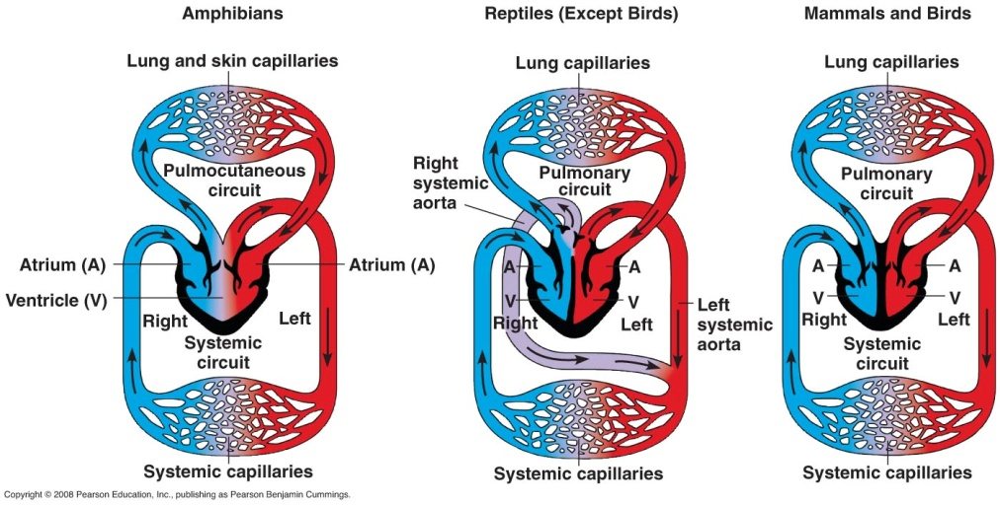 Amphibians
Lung and skin capillaries
Pulmocutaneous
circuit
Atrium (A)
Atrium (A)
Ventricle (V)
Right
Left
Systemic
circuit
Systemic capillaries
Reptiles (Except Birds)
Lung capillaries
Right
systemic
aorta
Pulmonary
circuit
A
A
V
V
Right
Left
Left
systemic
aorta
Systemic capillaries
Mammals and Birds
Lung capillaries
Pulmonary
circuit
A
A
V
V
Right
Left
Systemic
circuit
Systemic capillaries
Copyright © 2008 Pearson Education, Inc., publishing as Pearson Benjamin Cummings.